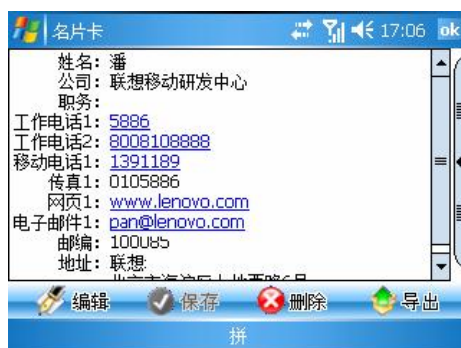 名片卡 17:06 ok
姓名: 潘
公司: 联想移动研发中心
职务:
工作电话1: 5886
工作电话2: 8008108888
移动电话1: 1391189
传真1: 0105886
网页1: www.lenovo.com
电子邮件1: pan@lenovo.com
邮编: 100085
地址: 联想
编辑 保存 删除 导出
拼